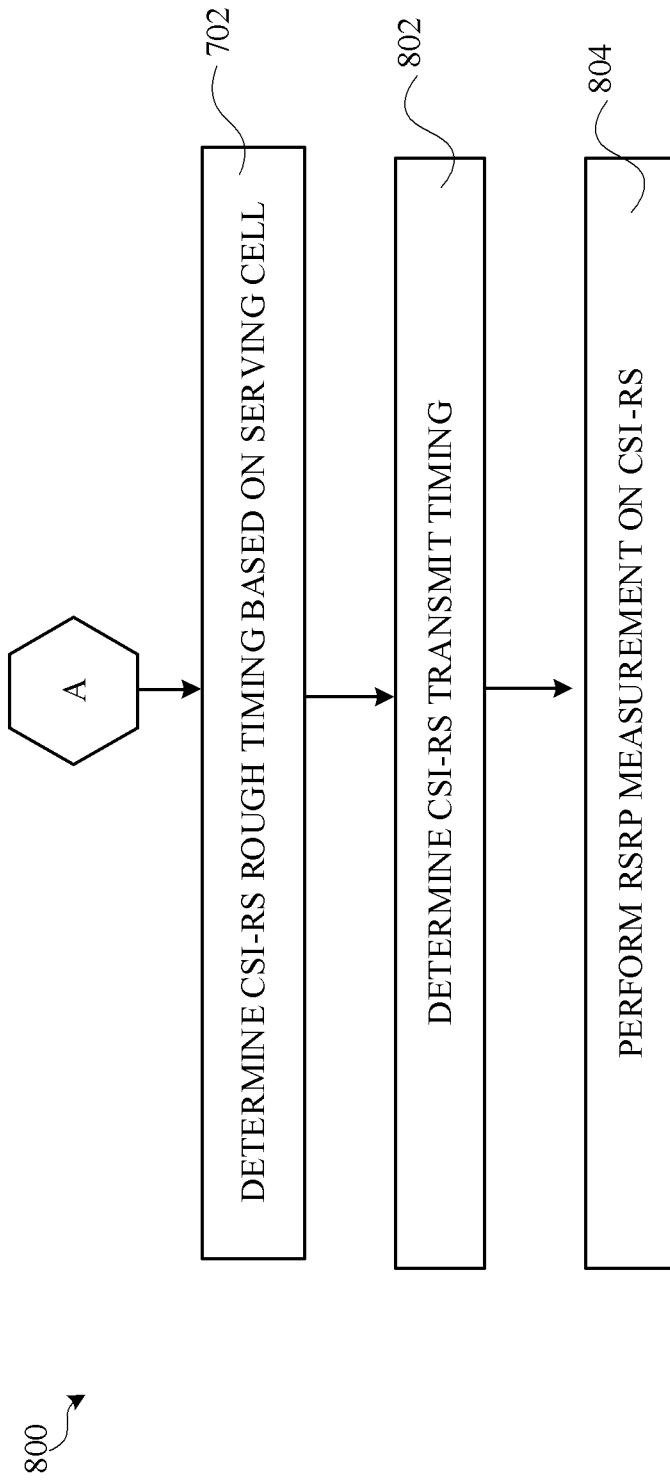 800
A
DETERMINE CSI-RS ROUGH TIMING BASED ON SERVING CELL
702
DETERMINE CSI-RS TRANSMIT TIMING
802
PERFORM RSRP MEASUREMENT ON CSI-RS
804